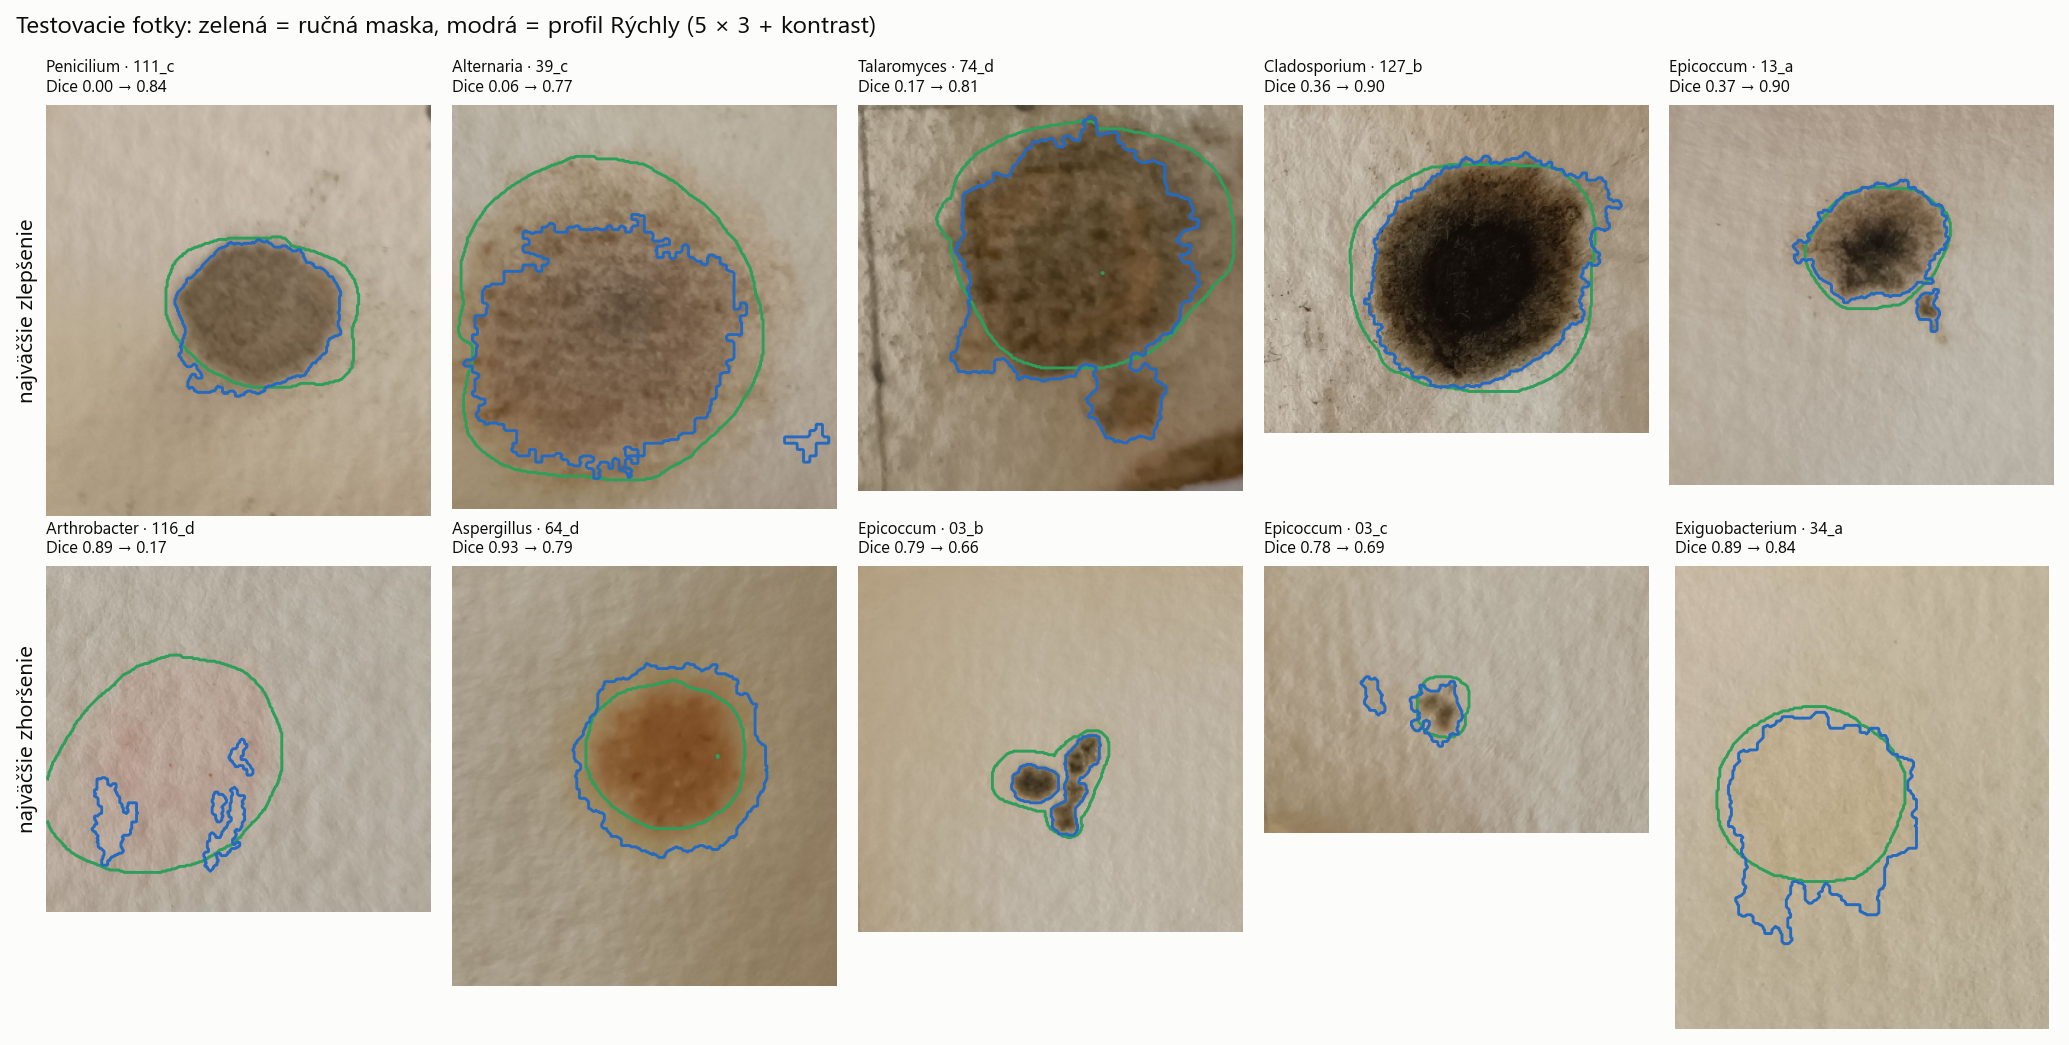 Testovacie fotky: zelená = ručná maska, modrá = profil Rýchly (5 × 3 + kontrast)
najväčšie zlepšenie
Penicilium · 111_c
Dice 0.00 → 0.84
Alternaria · 39_c
Dice 0.06 → 0.77
Talaromyces · 74_d
Dice 0.17 → 0.81
Cladosporium · 127_b
Dice 0.36 → 0.90
Epicoccum · 13_a
Dice 0.37 → 0.90
najväčšie zhoršenie
Arthrobacter · 116_d
Dice 0.89 → 0.17
Aspergillus · 64_d
Dice 0.93 → 0.79
Epicoccum · 03_b
Dice 0.79 → 0.66
Epicoccum · 03_c
Dice 0.78 → 0.69
Exiguobacterium · 34_a
Dice 0.89 → 0.84